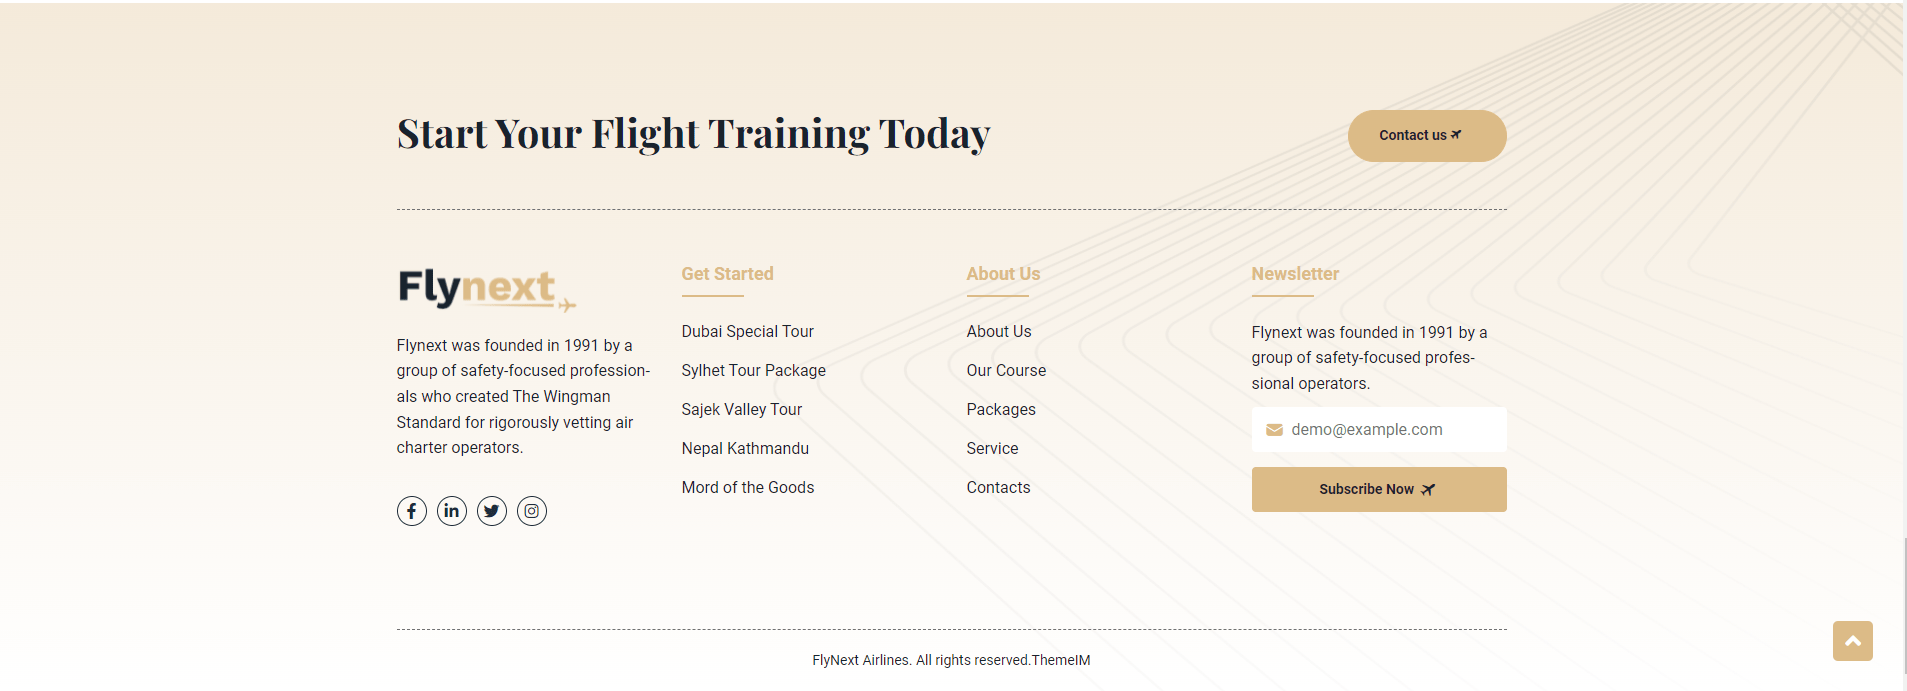 Start Your Flight Training Today
Contact us
Flynext
Flynext was founded in 1991 by a
group of safety-focused profession-
als who created The Wingman
Standard for rigorously vetting air
charter operators.
Get Started
Dubai Special Tour
Sylhet Tour Package
Sajek Valley Tour
Nepal Kathmandu
Mord of the Goods
About Us
About Us
Our Course
Packages
Service
Contacts
Newsletter
Flynext was founded in 1991 by a
group of safety-focused profes-
sional operators.
demo@example.com
Subscribe Now
FlyNext Airlines. All rights reserved.ThemeIM